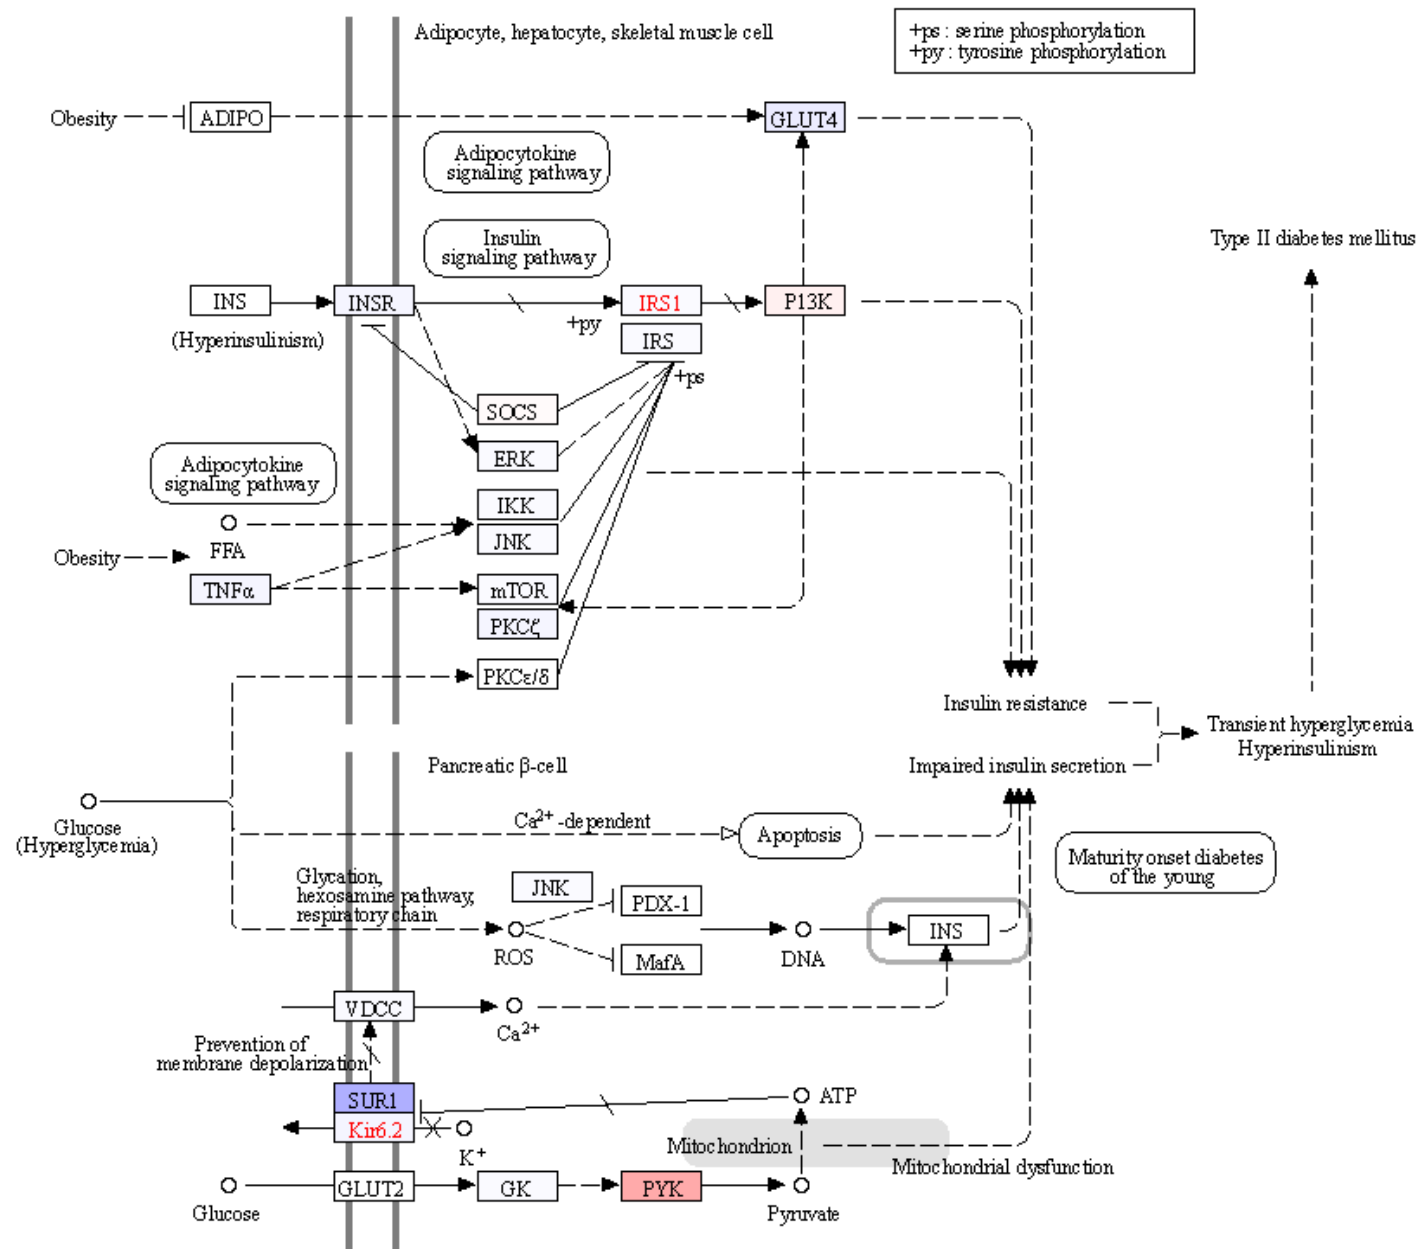 Adipocyte, hepatocyte, skeletal muscle cell
+ps : serine phosphorylation
+py : tyrosine phosphorylation
Obesity
ADIPO
GLUT4
Adipocytokine
signaling pathway
Insulin
signaling pathway
Type II diabetes mellitus
INS
INSR
IRS1
P13K
(Hyperinsulinism)
+py
IRS
+ps
SOCS
ERK
Adipocytokine
signaling pathway
IKK
FFA
JNK
Obesity
TNFα
mTOR
PKCζ
PKCε/δ
Insulin resistance
Transient hyperglycemia
Hyperinsulinism
Pancreatic β-cell
Impaired insulin secretion
Glucose
(Hyperglycemia)
Ca2+ -dependent
Apoptosis
Maturity onset diabetes
of the young
Glycation,
hexosamine pathway,
respiratory chain
JNK
PDX-1
ROS
MafA
DNA
INS
VDCC
Ca2+
Prevention of
membrane depolarization
SUR1
ATP
Kir6.2
K+
Mitochondrion
Mitochondrial dysfunction
GLUT2
GK
PYK
Glucose
Pyruvate